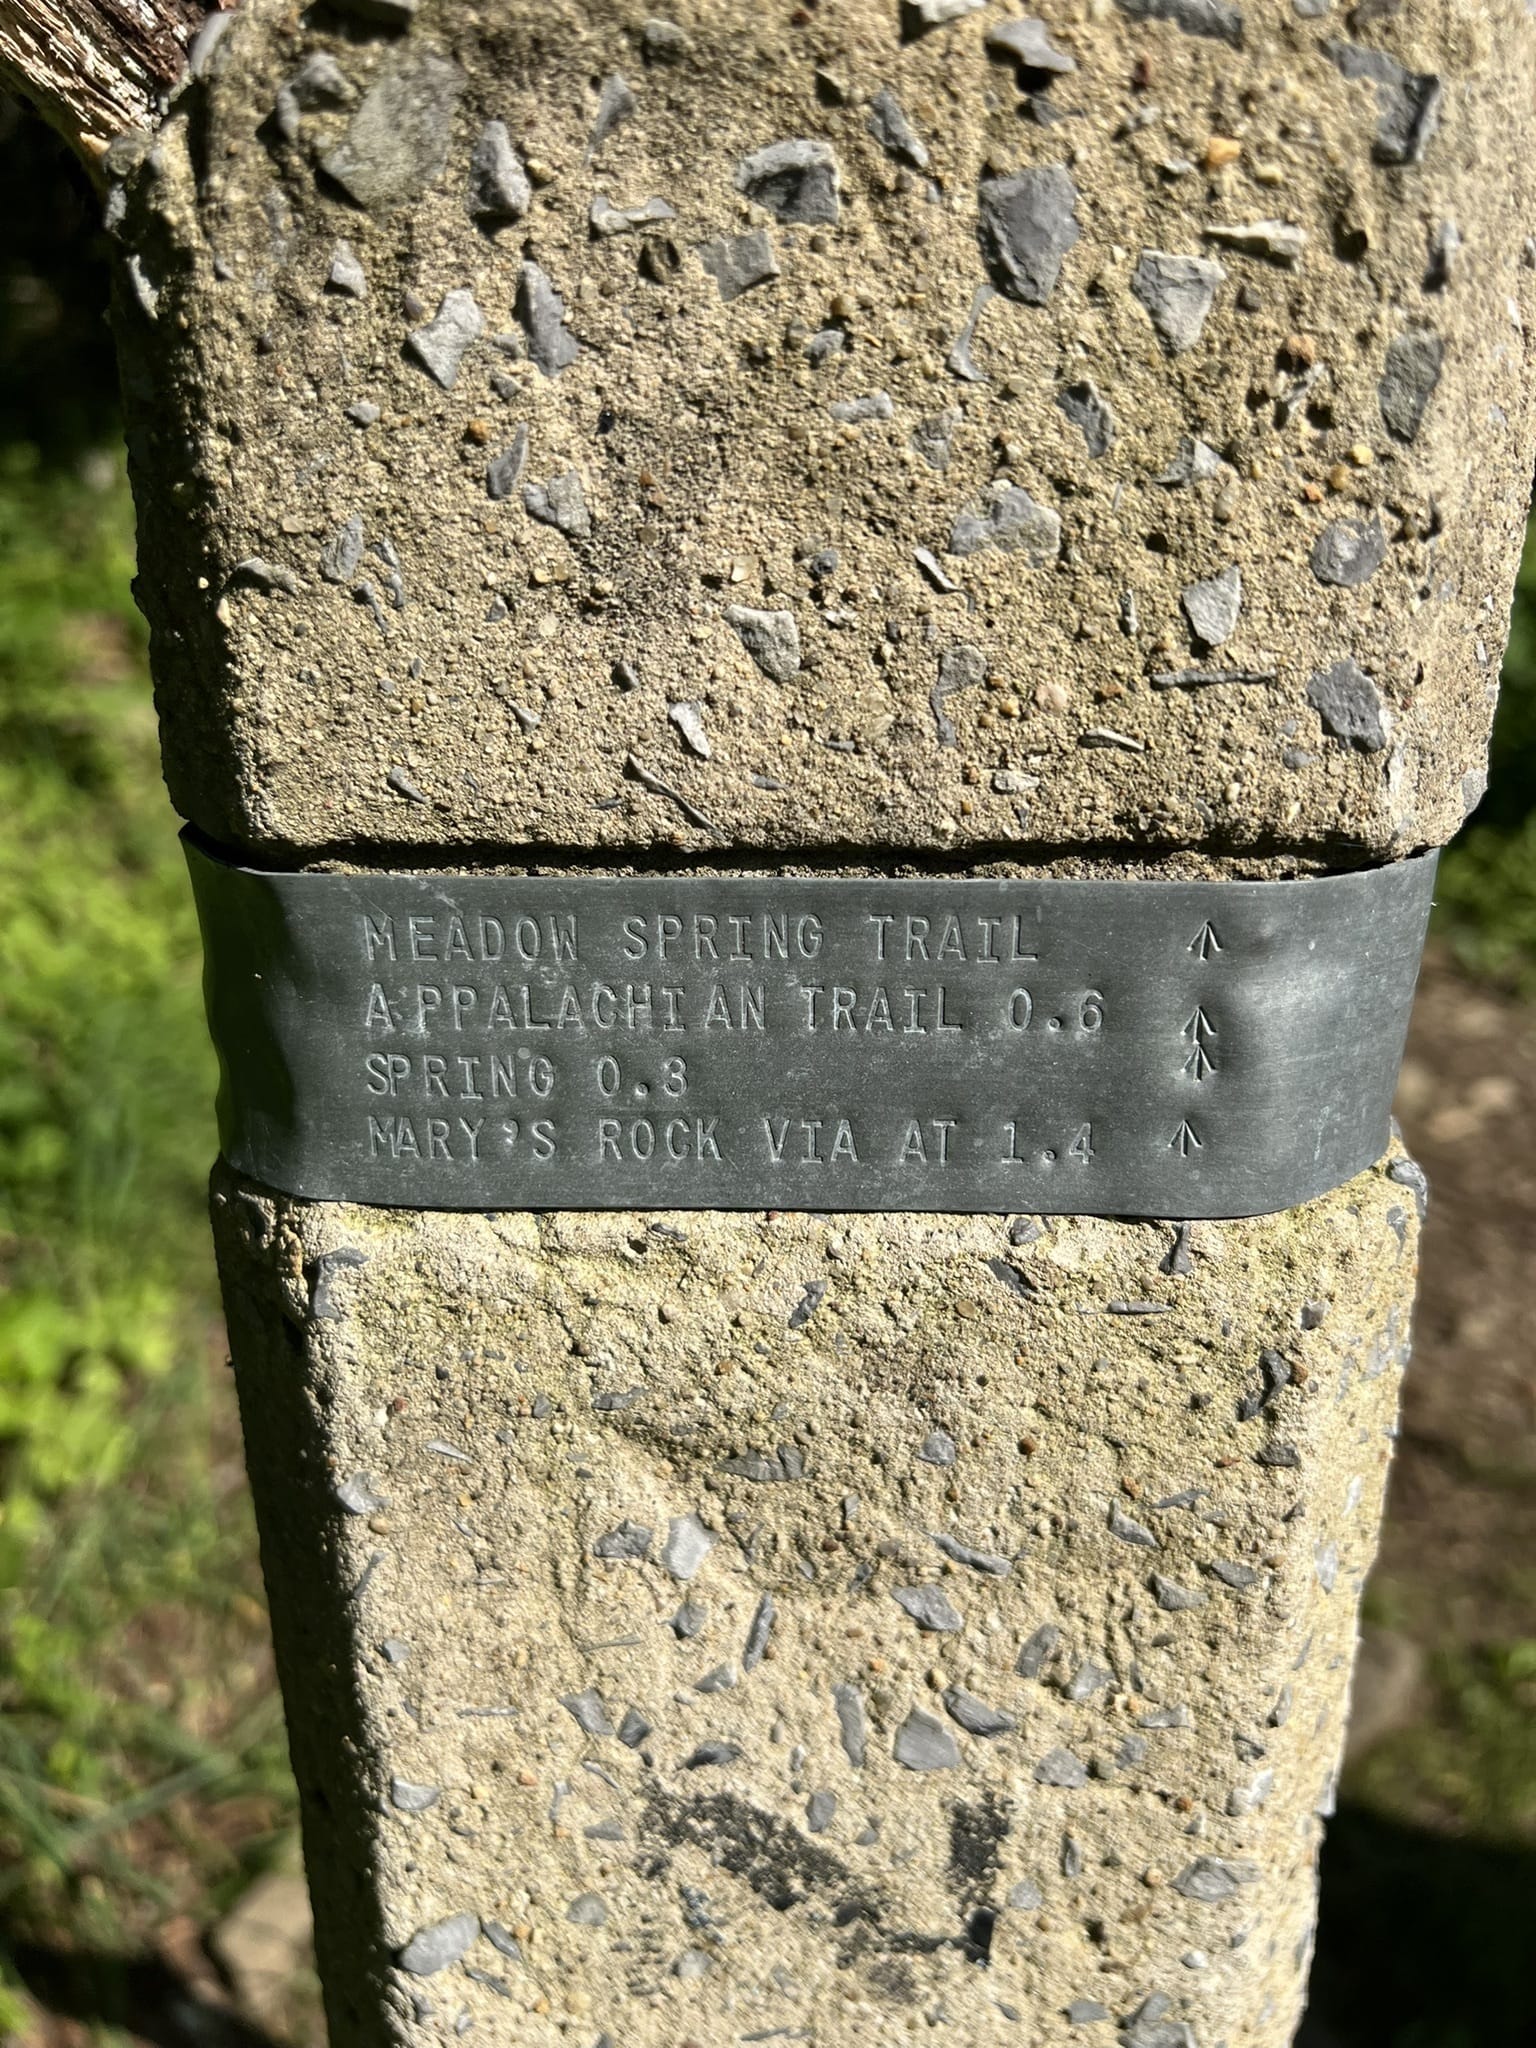 MEADOW SPRING TRAIL ↑
APPALACHIAN TRAIL 0.6 ↑
SPRING 0.3 ↑
MARY'S ROCK VIA AT 1.4 ↑